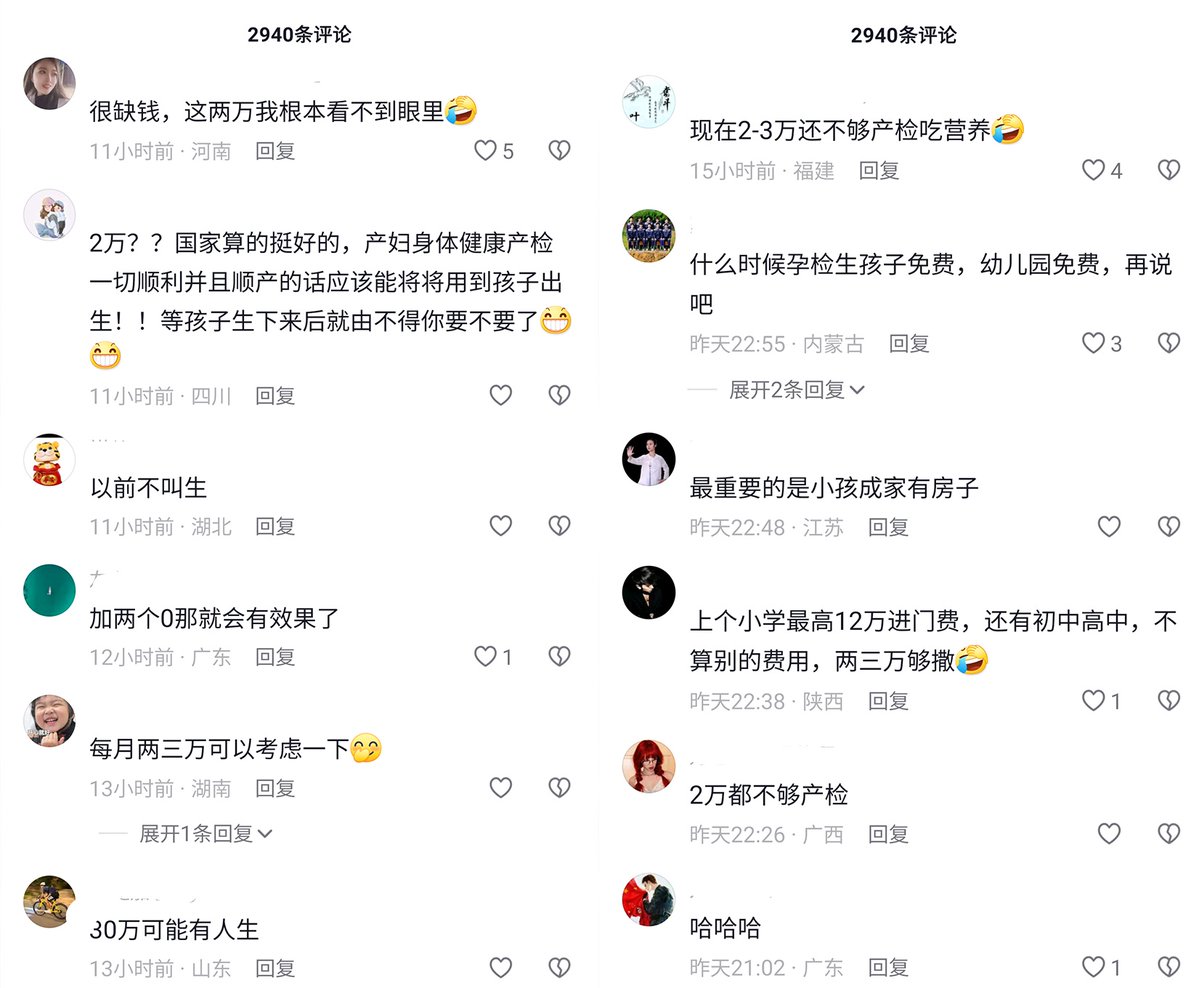 2940条评论
很缺钱，这两万我根本看不到眼里🤣
11小时前 · 河南 回复 5
2万？？国家算的挺好的，产妇身体健康产检
一切顺利并且顺产的话应该能将将用到孩子出
生！！等孩子生下来后就由不得你要不要了😁
😁
11小时前 · 四川 回复
以前不叫生
11小时前 · 湖北 回复
加两个0那就会有效果了
12小时前 · 广东 回复 1
每月两三万可以考虑一下🤭
13小时前 · 湖南 回复
展开1条回复
30万可能有人生
13小时前 · 山东 回复
2940条评论
现在2-3万还不够产检吃营养🤣
15小时前 · 福建 回复 4
什么时候孕检生孩子免费，幼儿园免费，再说
吧
昨天22:55 · 内蒙古 回复 3
展开2条回复
最重要的是小孩成家有房子
昨天22:48 · 江苏 回复
上个小学最高12万进门费，还有初中高中，不
算别的费用，两三万够撒🤣
昨天22:38 · 陕西 回复 1
2万都不够产检
昨天22:26 · 广西 回复
哈哈哈
昨天21:02 · 广东 回复 1